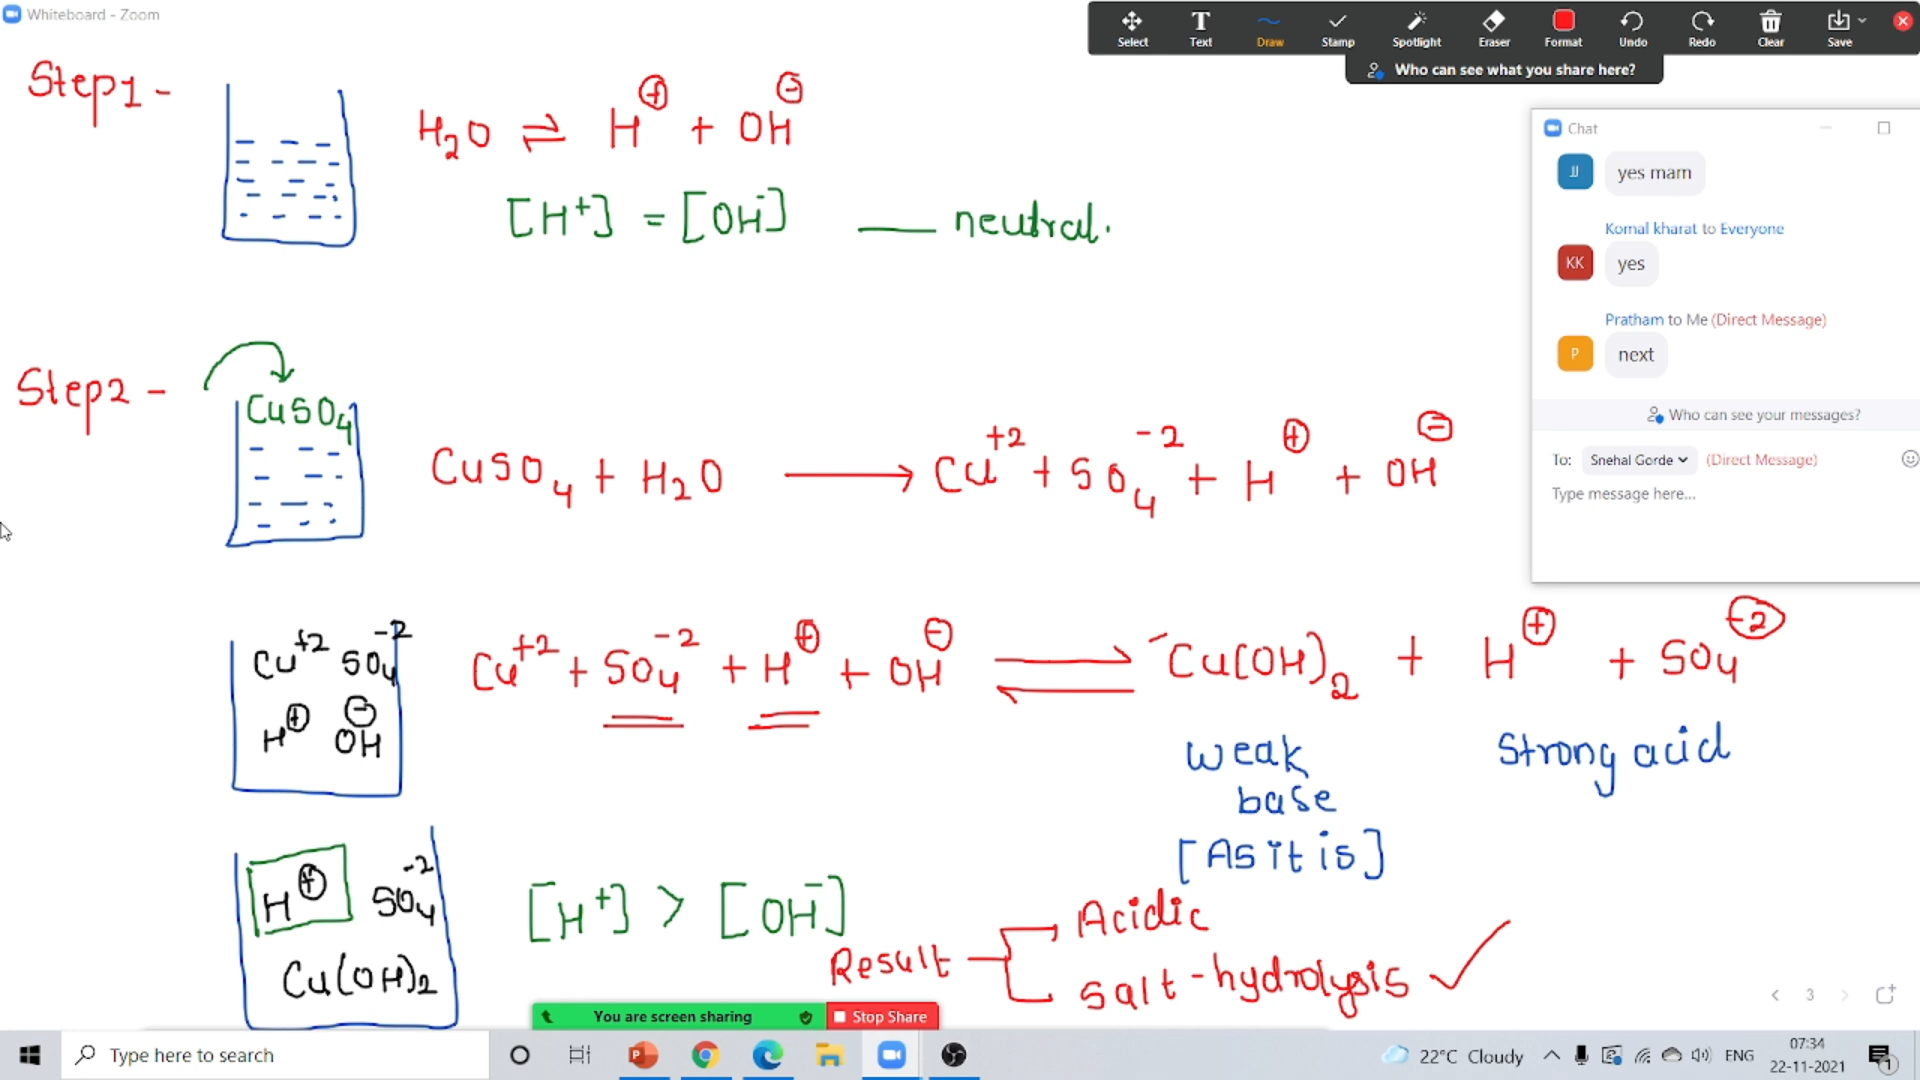 Whiteboard - Zoom
Select Text Draw Stamp Spotlight Eraser Format Undo Redo Clear Save
Who can see what you share here?
Step1 -
H₂O ⇌ H⊕ + OH⊖
[H⁺] = [OH⁻] — neutral.
Step2 -
CuSO₄
CuSO₄ + H₂O ⟶ Cu⁺² + SO₄⁻² + H⊕ + OH⊖
Cu⁺² SO₄⁻²
H⊕ OH⊖
Cu⁺² + SO₄⁻² + H⊕ + OH⊖ ⇌ Cu(OH)₂ + H⊕ + SO₄⁻²
weak
base
[As it is]
Strong acid
H⊕ SO₄⁻²
Cu(OH)₂
[H⁺] > [OH⁻]
Result
Acidic
Salt-hydrolysis ✓
Chat
JJ
yes mam
Komal kharat to Everyone
KK
yes
Pratham to Me (Direct Message)
P
next
Who can see your messages?
To: Snehal Gorde (Direct Message)
Type message here...
3
You are screen sharing
Stop Share
Type here to search
22°C Cloudy
ENG
07:34
22-11-2021
1